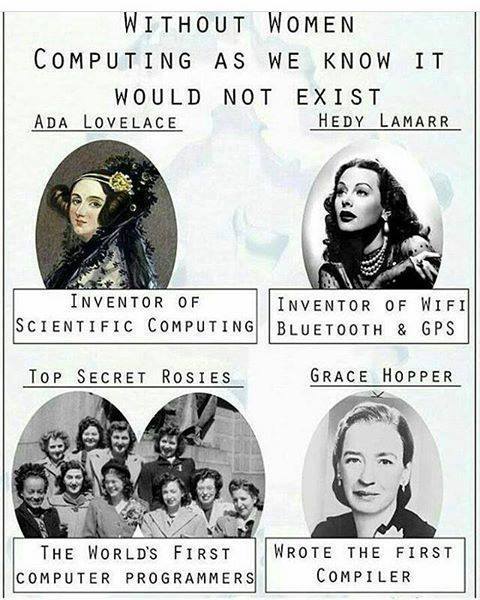 Without Women
Computing as we know it
would not exist
Ada Lovelace
Hedy Lamarr
Inventor of
Scientific Computing
Inventor of Wifi
Bluetooth & GPS
Top Secret Rosies
Grace Hopper
The World's First
computer programmers
Wrote the first
Compiler